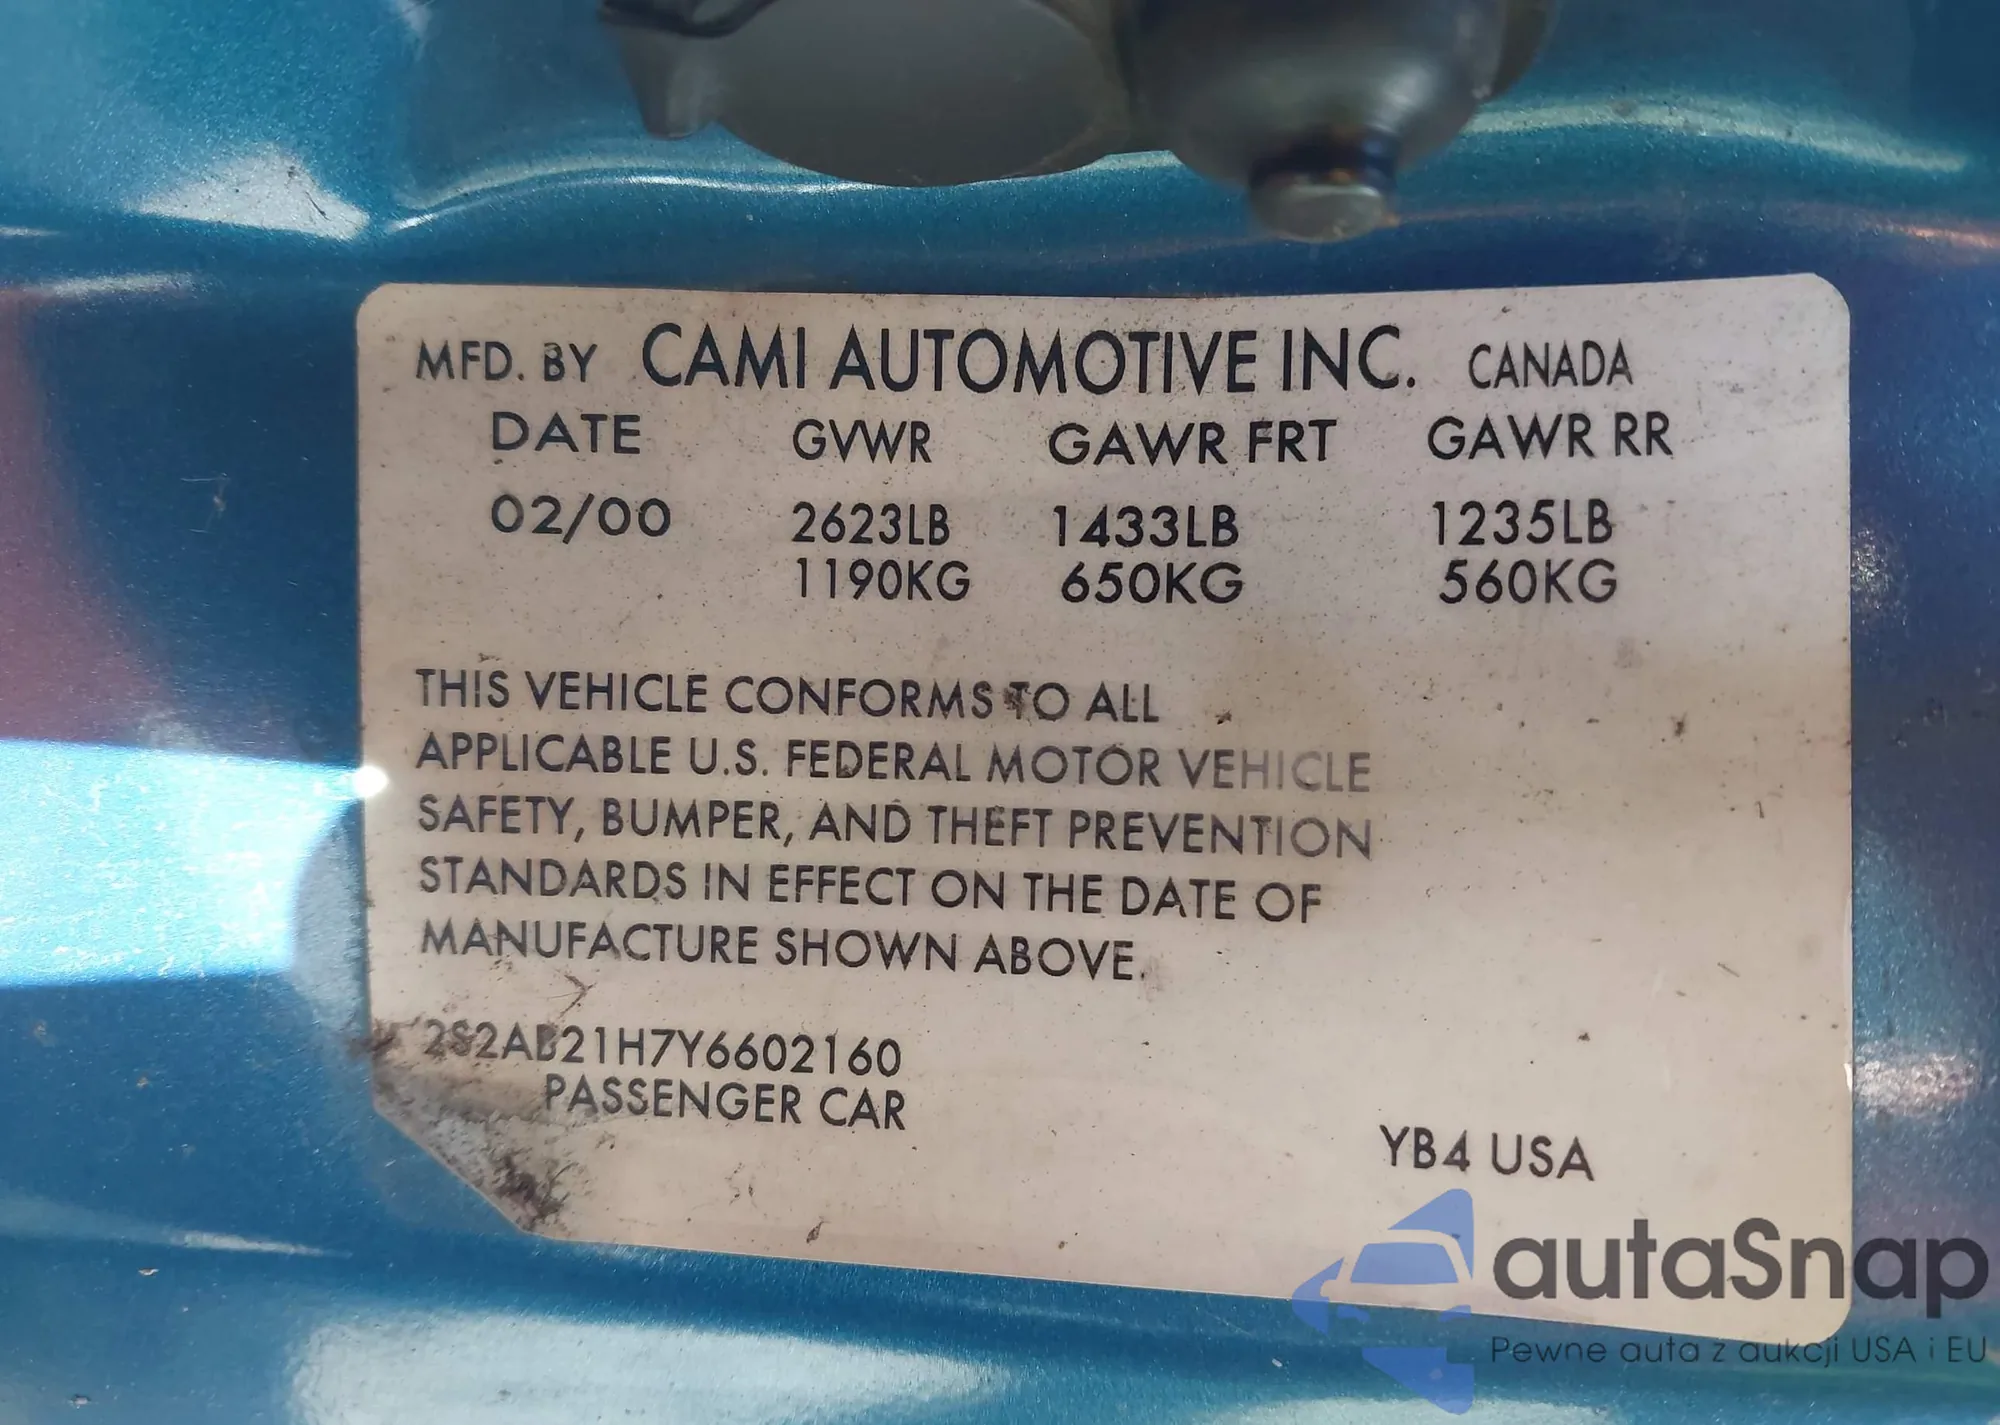 MFD. BY CAMI AUTOMOTIVE INC. CANADA
DATE GVWR GAWR FRT GAWR RR
02/00 2623LB 1433LB 1235LB
1190KG 650KG 560KG
THIS VEHICLE CONFORMS TO ALL
APPLICABLE U.S. FEDERAL MOTOR VEHICLE
SAFETY, BUMPER, AND THEFT PREVENTION
STANDARDS IN EFFECT ON THE DATE OF
MANUFACTURE SHOWN ABOVE.
2S2AB21H7Y6602160
PASSENGER CAR
YB4 USA
autaSnap
Pewne auta z aukcji USA i EU